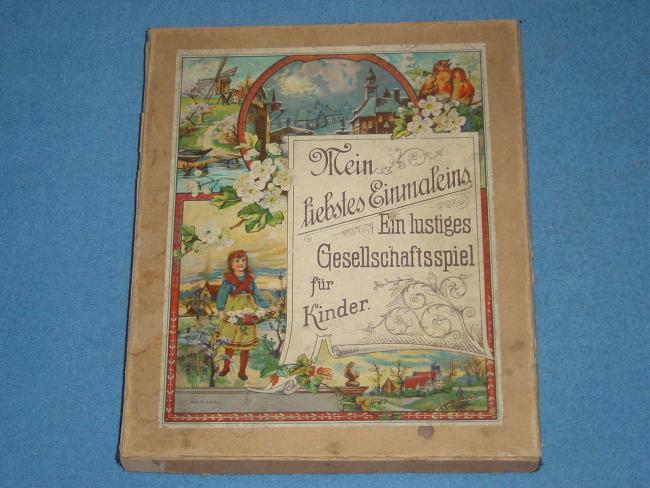 Mein
liebstes Einmaleins
Ein lustiges
Gesellschaftsspiel
für
Kinder.